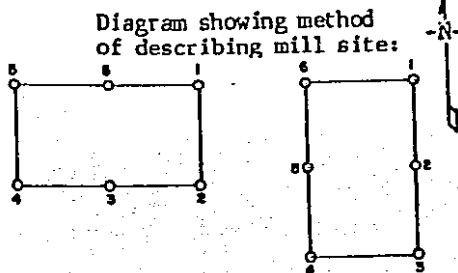 Diagram showing method
of describing mill site:
-N-
5 6 1
4 3 2
6 1
5 2
4 3